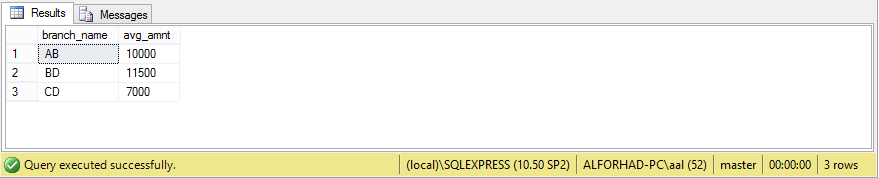 Results Messages
branch_name avg_amnt
1 AB 10000
2 BD 11500
3 CD 7000
Query executed successfully. (local)\SQLEXPRESS (10.50 SP2) ALFORHAD-PC\aal (52) master 00:00:00 3 rows